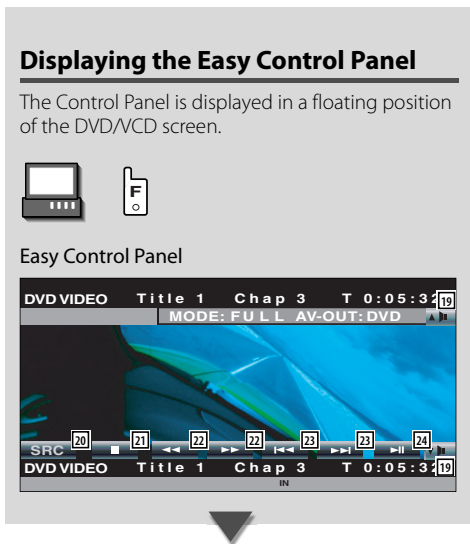 Displaying the Easy Control Panel
The Control Panel is displayed in a floating position
of the DVD/VCD screen.
F
Easy Control Panel
DVD VIDEO Title 1 Chap 3 T 0:05:32 19
MODE: FULL AV-OUT: DVD
SRC 20 21 22 22 23 23 24
DVD VIDEO Title 1 Chap 3 T 0:05:32 19
IN